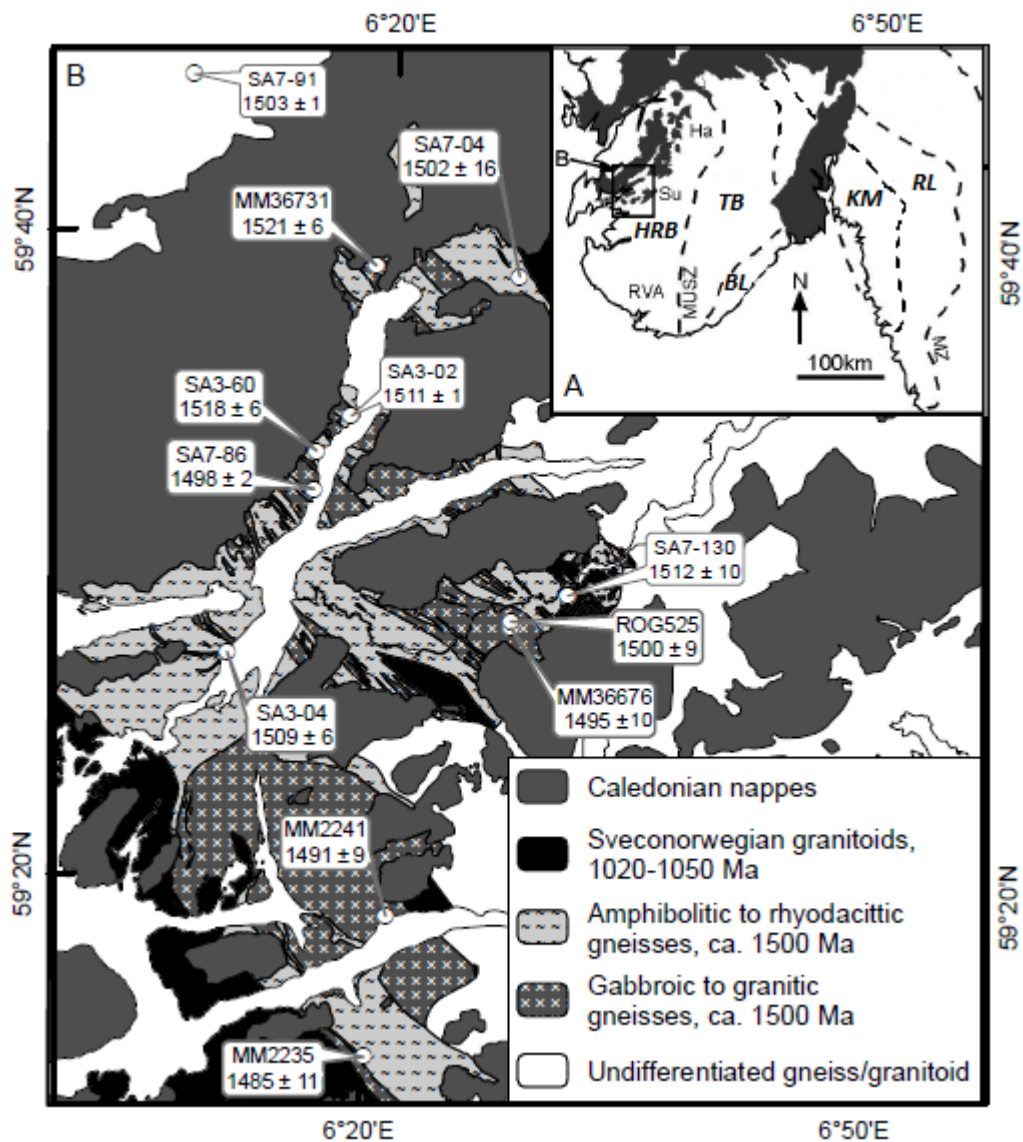 6°20'E
6°50'E
B
SA7-91
1503 ± 1
SA7-04
1502 ± 16
MM36731
1521 ± 6
59°40'N
59°40'N
Ha
B
Su
HRB
TB
KM
RL
RVA
MUSZ
BL
N
MZ
100km
A
SA3-60
1518 ± 6
SA3-02
1511 ± 1
SA7-86
1498 ± 2
SA7-130
1512 ± 10
ROG525
1500 ± 9
MM36676
1495 ±10
SA3-04
1509 ± 6
MM2241
1491 ± 9
MM2235
1485 ± 11
59°20'N
59°20'N
Caledonian nappes
Sveconorwegian granitoids,
1020-1050 Ma
Amphibolitic to rhyodacittic
gneisses, ca. 1500 Ma
Gabbroic to granitic
gneisses, ca. 1500 Ma
Undifferentiated gneiss/granitoid
6°20'E
6°50'E